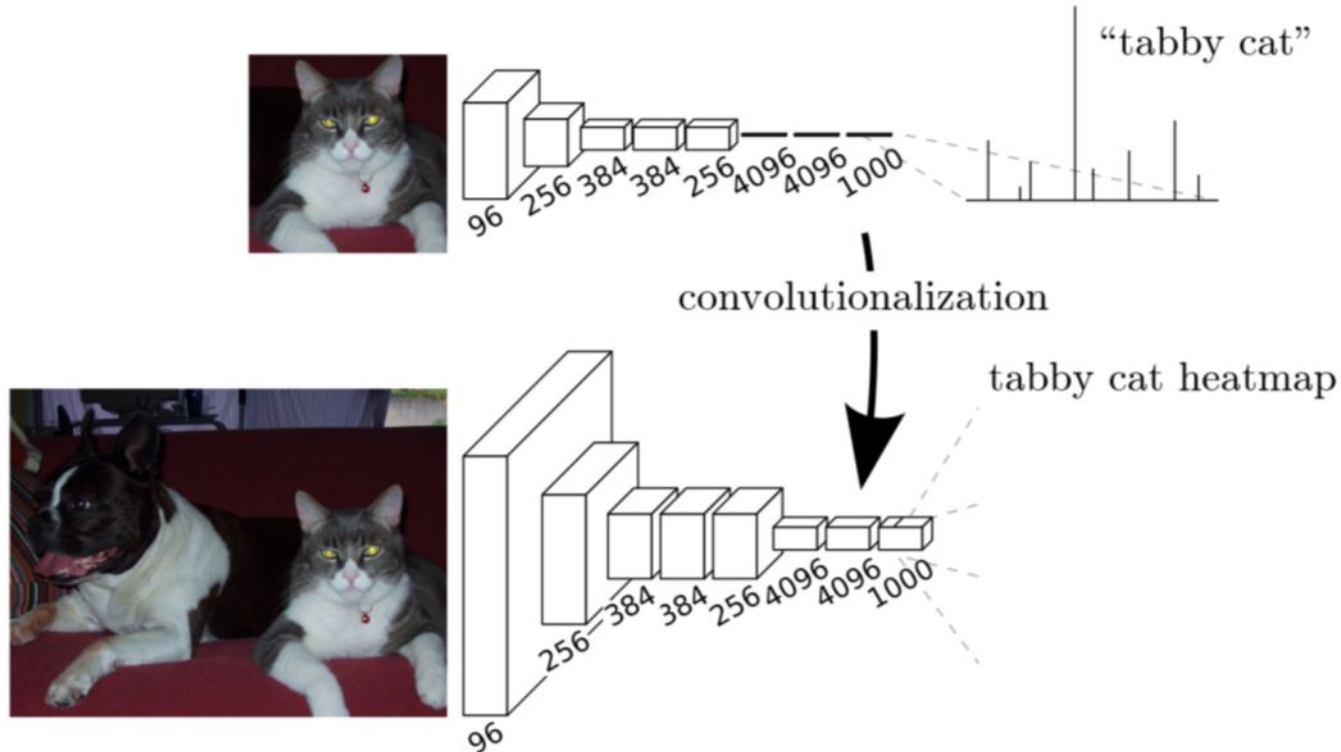 “tabby cat”
96 256 384 384 256 4096 4096 1000
convolutionalization
tabby cat heatmap
96 256 384 384 256 4096 4096 1000